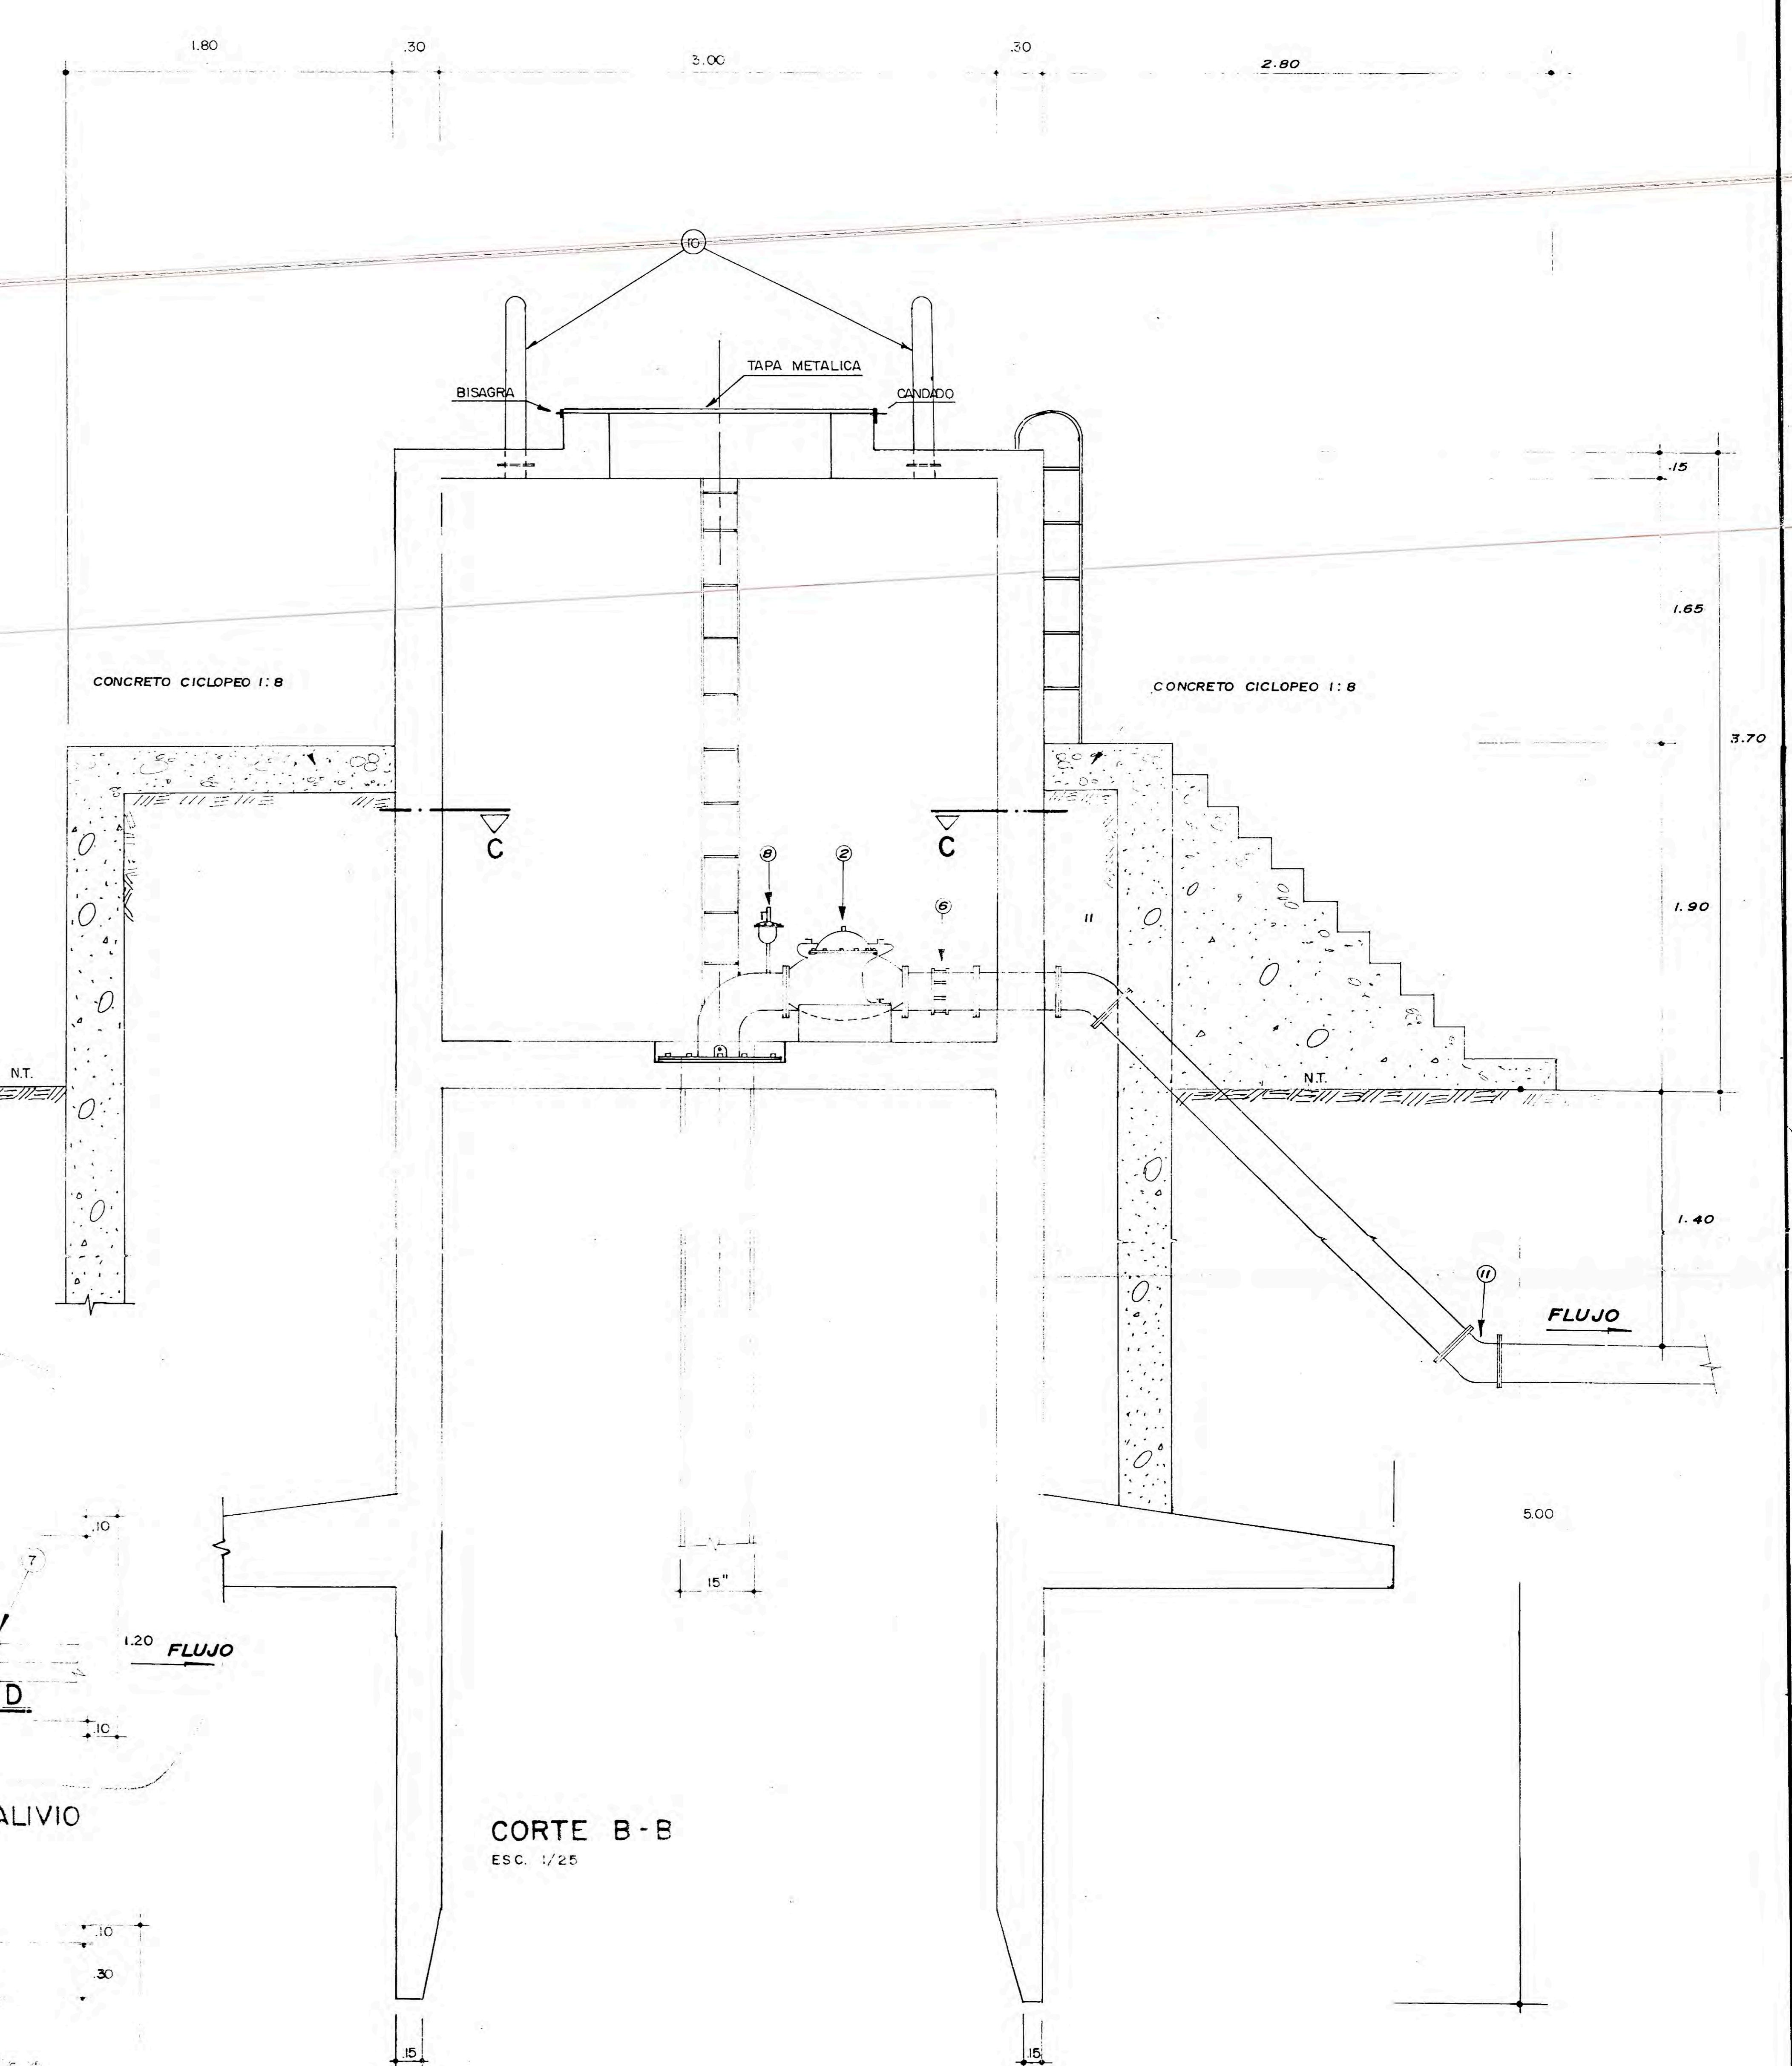 1.80
.30
3.00
.30
2.80
10
TAPA METALICA
BISAGRA
CANDADO
.15
1.65
CONCRETO CICLOPEO 1:8
CONCRETO CICLOPEO 1:8
3.70
C
C
8
2
6
11
1.90
N.T.
N.T.
1.40
11
FLUJO
.10
5.00
7
15"
1.20
FLUJO
D
.10
ALIVIO
CORTE B-B
ESC. 1/25
.10
.30
.15
.15